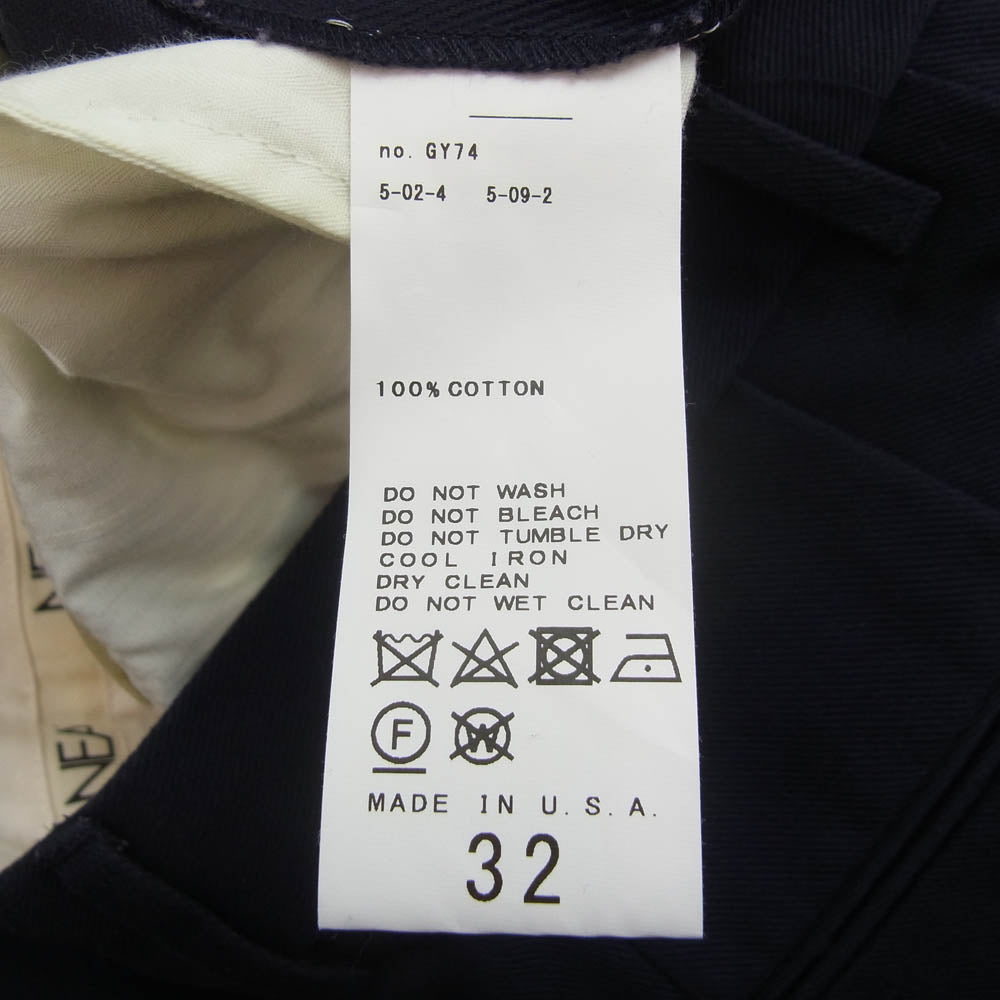 no. GY74
5-02-4 5-09-2
100% COTTON
DO NOT WASH
DO NOT BLEACH
DO NOT TUMBLE DRY
COOL IRON
DRY CLEAN
DO NOT WET CLEAN
F W
MADE IN U.S.A.
32